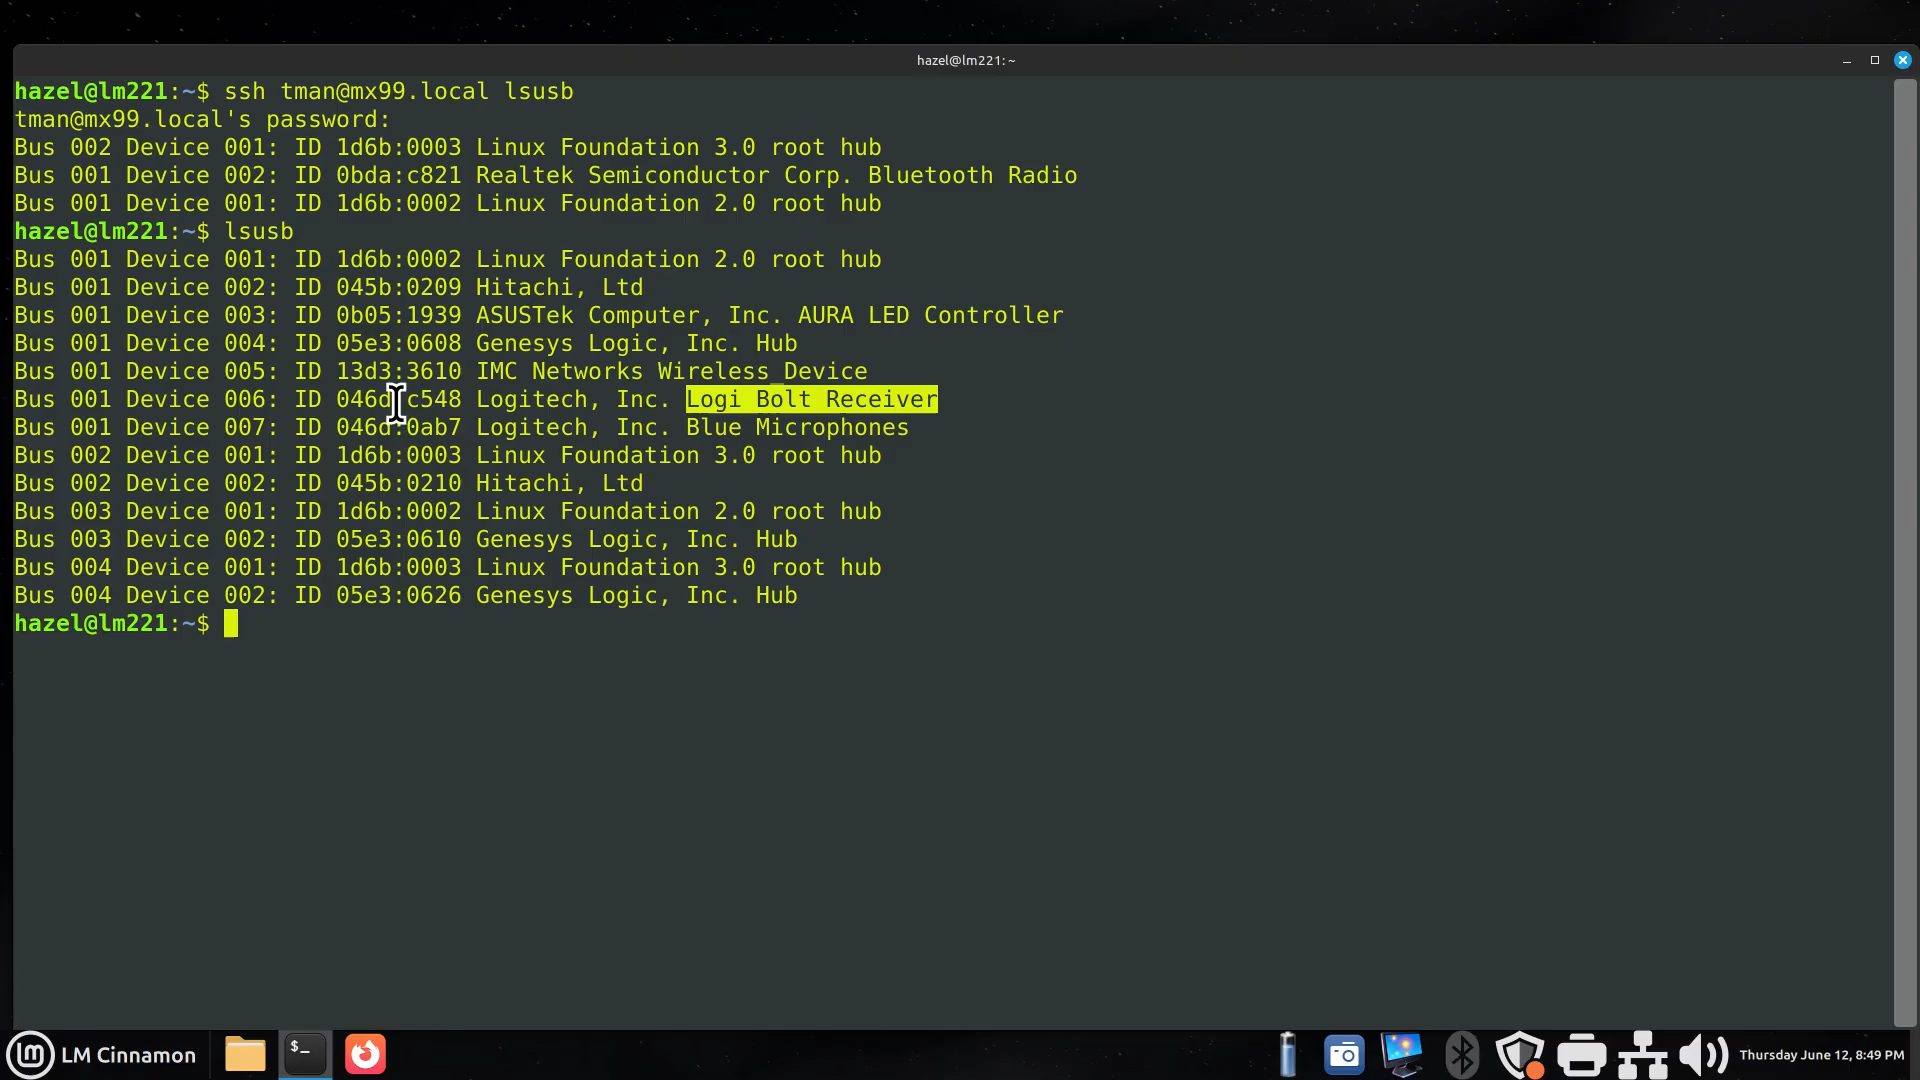 hazel@lm221: ~
hazel@lm221:~$ ssh tman@mx99.local lsusb
tman@mx99.local's password:
Bus 002 Device 001: ID 1d6b:0003 Linux Foundation 3.0 root hub
Bus 001 Device 002: ID 0bda:c821 Realtek Semiconductor Corp. Bluetooth Radio
Bus 001 Device 001: ID 1d6b:0002 Linux Foundation 2.0 root hub
hazel@lm221:~$ lsusb
Bus 001 Device 001: ID 1d6b:0002 Linux Foundation 2.0 root hub
Bus 001 Device 002: ID 045b:0209 Hitachi, Ltd
Bus 001 Device 003: ID 0b05:1939 ASUSTek Computer, Inc. AURA LED Controller
Bus 001 Device 004: ID 05e3:0608 Genesys Logic, Inc. Hub
Bus 001 Device 005: ID 13d3:3610 IMC Networks Wireless_Device
Bus 001 Device 006: ID 046d:c548 Logitech, Inc. Logi Bolt Receiver
Bus 001 Device 007: ID 046d:0ab7 Logitech, Inc. Blue Microphones
Bus 002 Device 001: ID 1d6b:0003 Linux Foundation 3.0 root hub
Bus 002 Device 002: ID 045b:0210 Hitachi, Ltd
Bus 003 Device 001: ID 1d6b:0002 Linux Foundation 2.0 root hub
Bus 003 Device 002: ID 05e3:0610 Genesys Logic, Inc. Hub
Bus 004 Device 001: ID 1d6b:0003 Linux Foundation 3.0 root hub
Bus 004 Device 002: ID 05e3:0626 Genesys Logic, Inc. Hub
hazel@lm221:~$
LM Cinnamon
$_
Thursday June 12, 8:49 PM